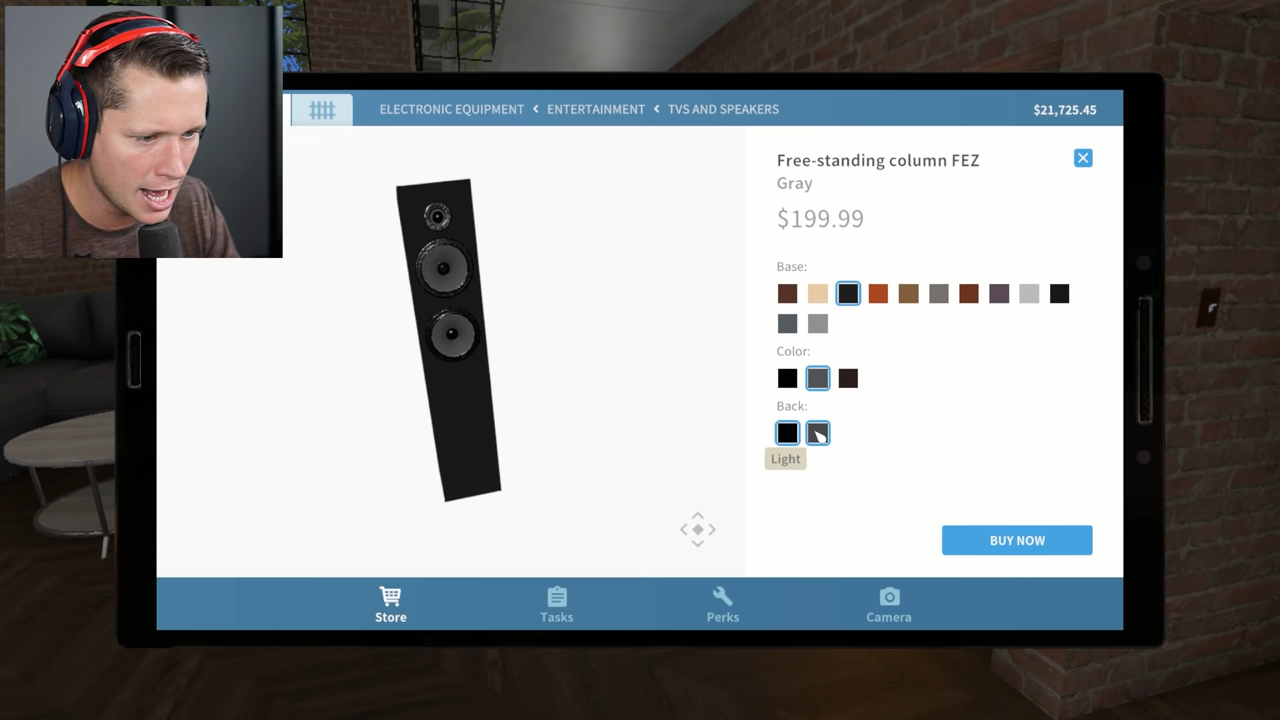 ELECTRONIC EQUIPMENT < ENTERTAINMENT < TVS AND SPEAKERS
$21,725.45
Free-standing column FEZ
Gray
$199.99
Base:
Color:
Back:
Light
BUY NOW
Store
Tasks
Perks
Camera